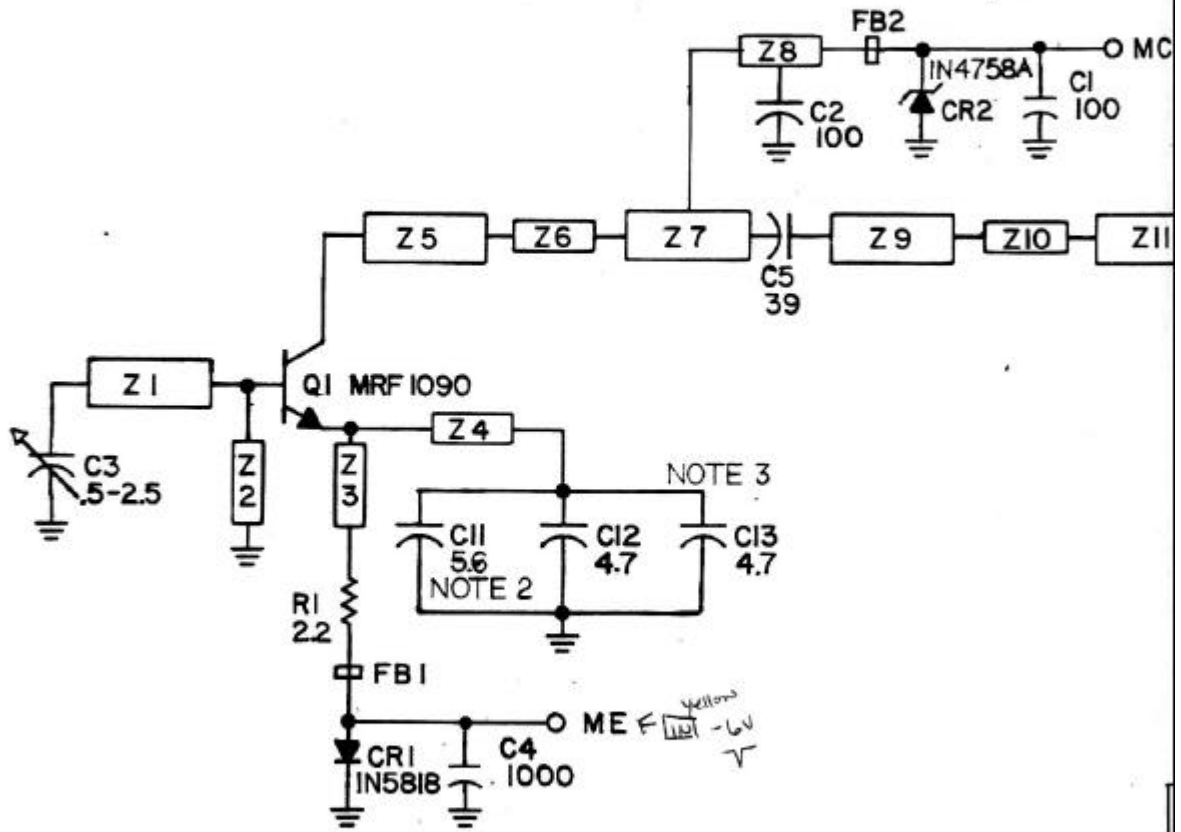 FB2
Z8
MC
1N4758A
C2
100
CR2
C1
100
Z5
Z6
Z7
Z9
Z10
Z11
C5
39
Z1
Q1 MRF1090
Z4
C3
.5-2.5
Z
2
Z
3
NOTE 3
C11
5.6
C12
4.7
C13
4.7
NOTE 2
R1
2.2
FB1
yellow
ME IN -6V
CR1
1N5818
C4
1000